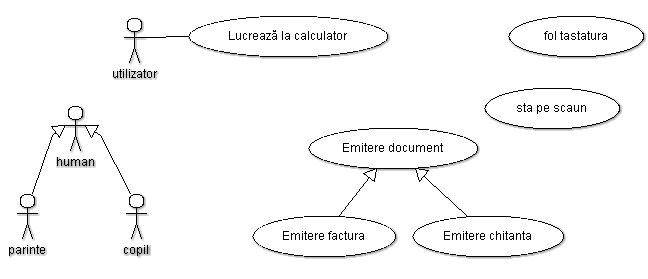 Lucrează la calculator
fol tastatura
utilizator
sta pe scaun
human
Emitere document
parinte
copil
Emitere factura
Emitere chitanta